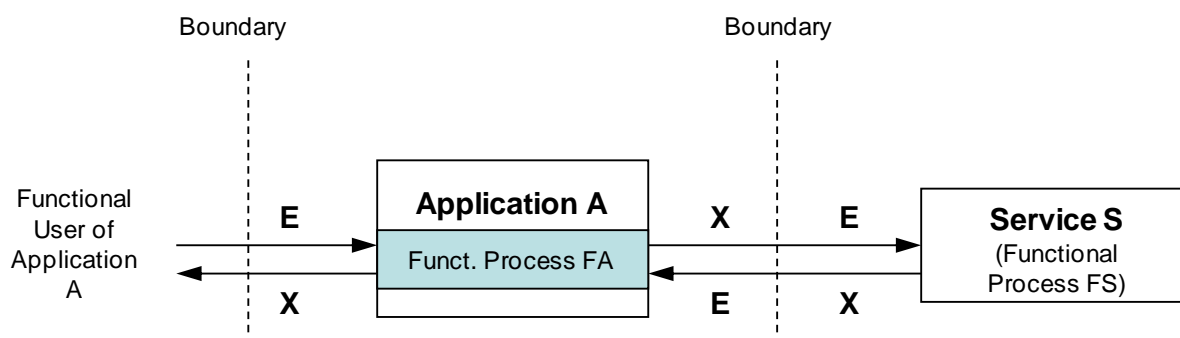 Boundary
Boundary
Functional
User of
Application
A
E
X
Application A
Funct. Process FA
X
E
E
X
Service S
(Functional
Process FS)